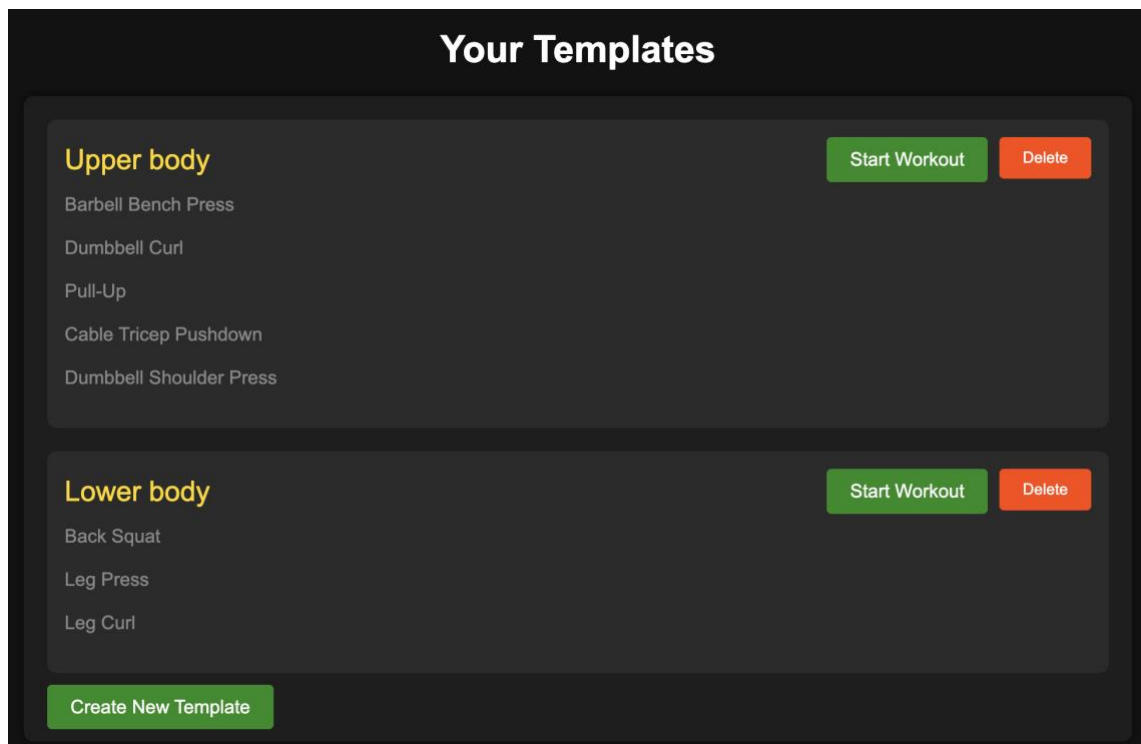 Your Templates
Upper body
Start Workout
Delete
Barbell Bench Press
Dumbbell Curl
Pull-Up
Cable Tricep Pushdown
Dumbbell Shoulder Press
Lower body
Start Workout
Delete
Back Squat
Leg Press
Leg Curl
Create New Template